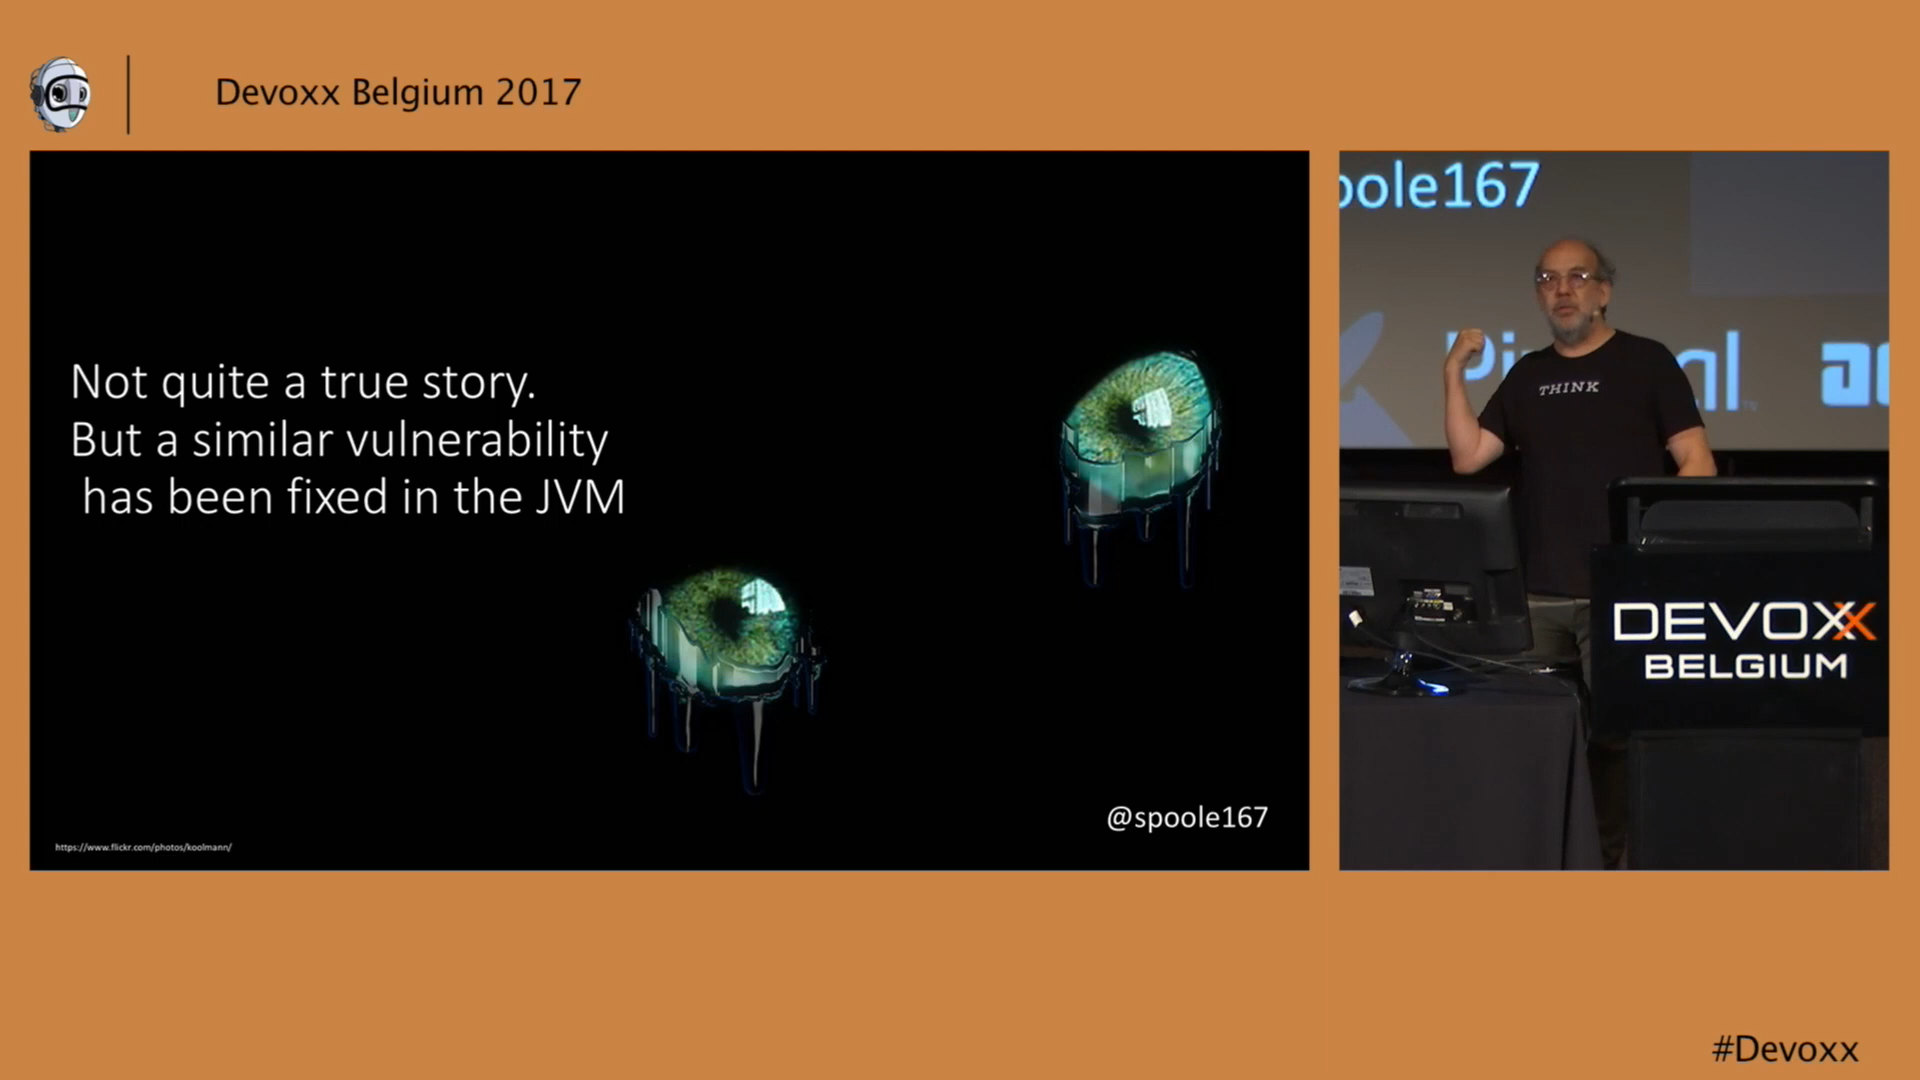 Devoxx Belgium 2017
Not quite a true story.
But a similar vulnerability
has been fixed in the JVM
@spoole167
https://www.flickr.com/photos/koolmann/
poole167
THINK
DEVOXX
BELGIUM
#Devoxx